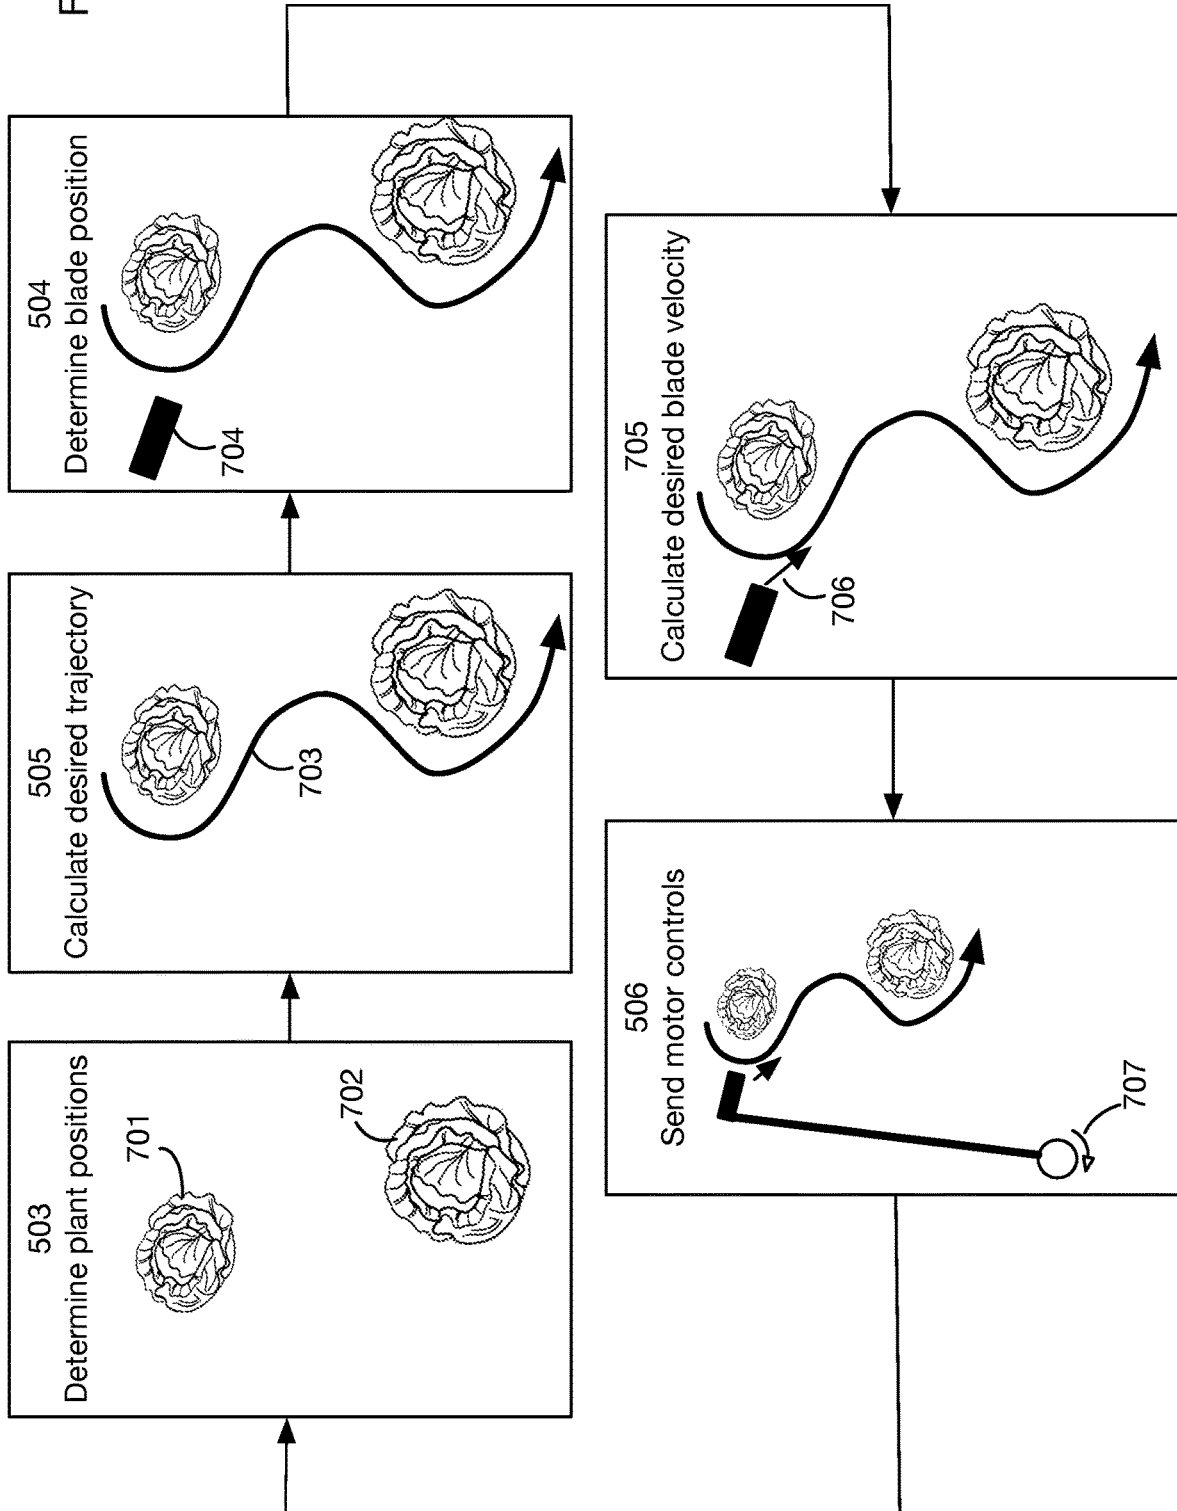 F
503
Determine plant positions
701
702
505
Calculate desired trajectory
703
504
Determine blade position
704
506
Send motor controls
707
705
Calculate desired blade velocity
706